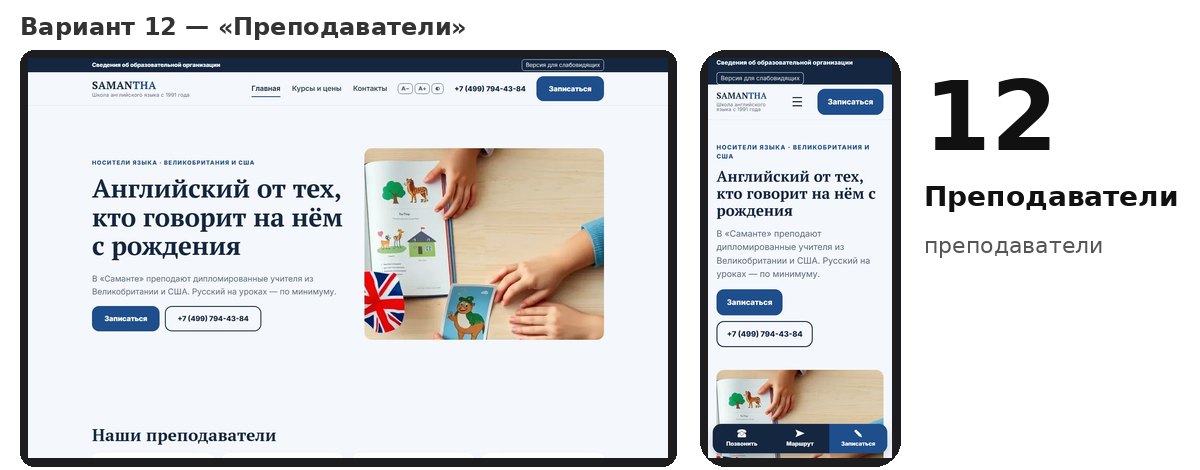 Вариант 12 — «Преподаватели»
Сведения об образовательной организации
Версия для слабовидящих
SAMANTHA
Школа английского языка с 1991 года
Главная
Курсы и цены
Контакты
A−
A+
+7 (499) 794-43-84
Записаться
НОСИТЕЛИ ЯЗЫКА · ВЕЛИКОБРИТАНИЯ И США
Английский от тех,
кто говорит на нём
с рождения
В «Саманте» преподают дипломированные учителя из
Великобритании и США. Русский на уроках — по минимуму.
Записаться
+7 (499) 794-43-84
Наши преподаватели
Сведения об образовательной организации
Версия для слабовидящих
SAMANTHA
Школа английского
языка с 1991 года
Записаться
НОСИТЕЛИ ЯЗЫКА · ВЕЛИКОБРИТАНИЯ И
США
Английский от тех,
кто говорит на нём с
рождения
В «Саманте» преподают
дипломированные учителя из
Великобритании и США. Русский на
уроках — по минимуму.
Записаться
+7 (499) 794-43-84
Позвонить
Маршрут
Записаться
12
Преподаватели
преподаватели